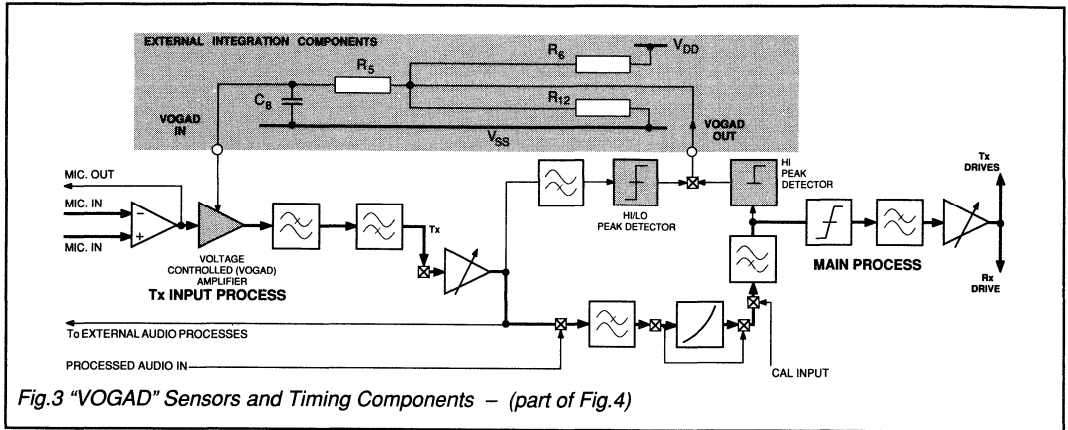 EXTERNAL INTEGRATION COMPONENTS
VDD
R6
R5
R12
C8
VOGAD
IN
VSS
VOGAD
OUT
MIC. OUT
MIC. IN
MIC. IN
−
+
VOLTAGE
CONTROLLED (VOGAD)
AMPLIFIER
Tx INPUT PROCESS
Tx
HI/LO
PEAK DETECTOR
HI
PEAK
DETECTOR
Tx
DRIVES
MAIN PROCESS
Rx
DRIVE
To EXTERNAL AUDIO PROCESSES
PROCESSED AUDIO IN
CAL INPUT
Fig.3 "VOGAD" Sensors and Timing Components – (part of Fig.4)